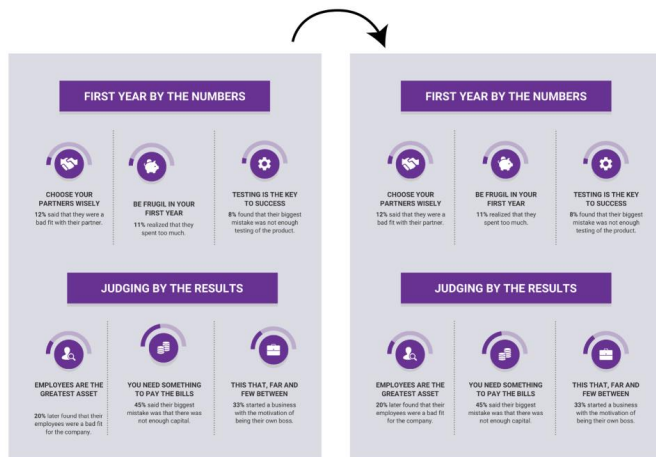 FIRST YEAR BY THE NUMBERS
CHOOSE YOUR
PARTNERS WISELY
12% said that they were a
bad fit with their partner.
BE FRUGIL IN YOUR
FIRST YEAR
11% realized that they
spent too much.
TESTING IS THE KEY
TO SUCCESS
8% found that their biggest
mistake was not enough
testing of the product.
JUDGING BY THE RESULTS
EMPLOYEES ARE THE
GREATEST ASSET
20% later found that their
employees were a bad fit
for the company.
YOU NEED SOMETHING
TO PAY THE BILLS
45% said their biggest
mistake was that there was
not enough capital.
THIS THAT, FAR AND
FEW BETWEEN
33% started a business
with the motivation of
being their own boss.
FIRST YEAR BY THE NUMBERS
CHOOSE YOUR
PARTNERS WISELY
12% said that they were a
bad fit with their partner.
BE FRUGIL IN YOUR
FIRST YEAR
11% realized that they
spent too much.
TESTING IS THE KEY
TO SUCCESS
8% found that their biggest
mistake was not enough
testing of the product.
JUDGING BY THE RESULTS
EMPLOYEES ARE THE
GREATEST ASSET
20% later found that their
employees were a bad fit
for the company.
YOU NEED SOMETHING
TO PAY THE BILLS
45% said their biggest
mistake was that there was
not enough capital.
THIS THAT, FAR AND
FEW BETWEEN
33% started a business
with the motivation of
being their own boss.